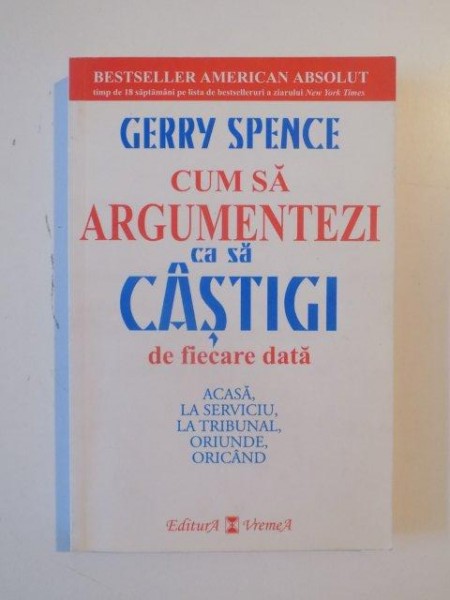 BESTSELLER AMERICAN ABSOLUT
timp de 18 săptămâni pe lista de bestselleruri a ziarului New York Times
GERRY SPENCE
CUM SĂ
ARGUMENTEZI
ca să
CÂȘTIGI
de fiecare dată
ACASĂ,
LA SERVICIU,
LA TRIBUNAL,
ORIUNDE,
ORICÂND
EditurA VremeA